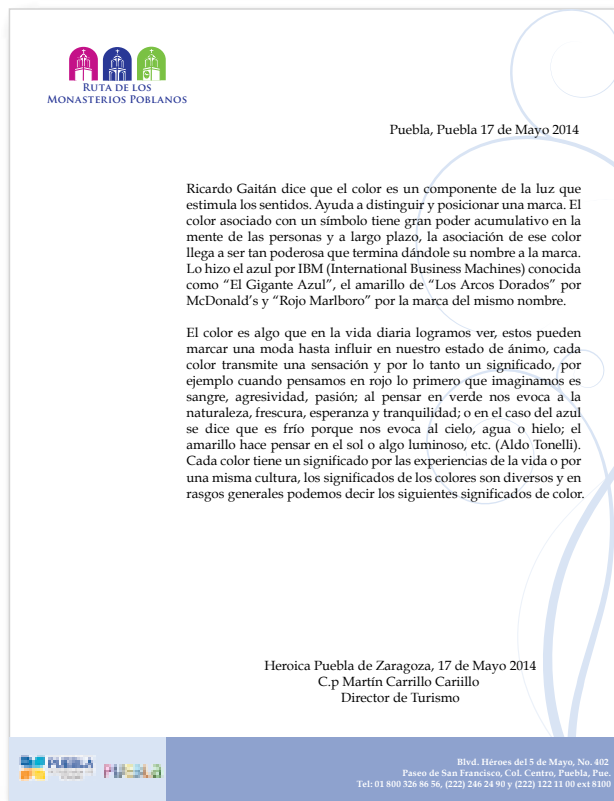 RUTA DE LOS
MONASTERIOS POBLANOS
Puebla, Puebla 17 de Mayo 2014
Ricardo Gaitán dice que el color es un componente de la luz que
estimula los sentidos. Ayuda a distinguir y posicionar una marca. El
color asociado con un símbolo tiene gran poder acumulativo en la
mente de las personas y a largo plazo, la asociación de ese color
llega a ser tan poderosa que termina dándole su nombre a la marca.
Lo hizo el azul por IBM (International Business Machines) conocida
como “El Gigante Azul”, el amarillo de “Los Arcos Dorados” por
McDonald’s y “Rojo Marlboro” por la marca del mismo nombre.
El color es algo que en la vida diaria logramos ver, estos pueden
marcar una moda hasta influir en nuestro estado de ánimo, cada
color transmite una sensación y por lo tanto un significado, por
ejemplo cuando pensamos en rojo lo primero que imaginamos es
sangre, agresividad, pasión; al pensar en verde nos evoca a la
naturaleza, frescura, esperanza y tranquilidad; o en el caso del azul
se dice que es frío porque nos evoca al cielo, agua o hielo; el
amarillo hace pensar en el sol o algo luminoso, etc. (Aldo Tonelli).
Cada color tiene un significado por las experiencias de la vida o por
una misma cultura, los significados de los colores son diversos y en
rasgos generales podemos decir los siguientes significados de color.
Heroica Puebla de Zaragoza, 17 de Mayo 2014
C.p Martín Carrillo Cariillo
Director de Turismo
PUEBLA
PUEBLA
Blvd. Héroes del 5 de Mayo, No. 402
Paseo de San Francisco, Col. Centro, Puebla, Pue.
Tel: 01 800 326 86 56, (222) 246 24 90 y (222) 122 11 00 ext 8100